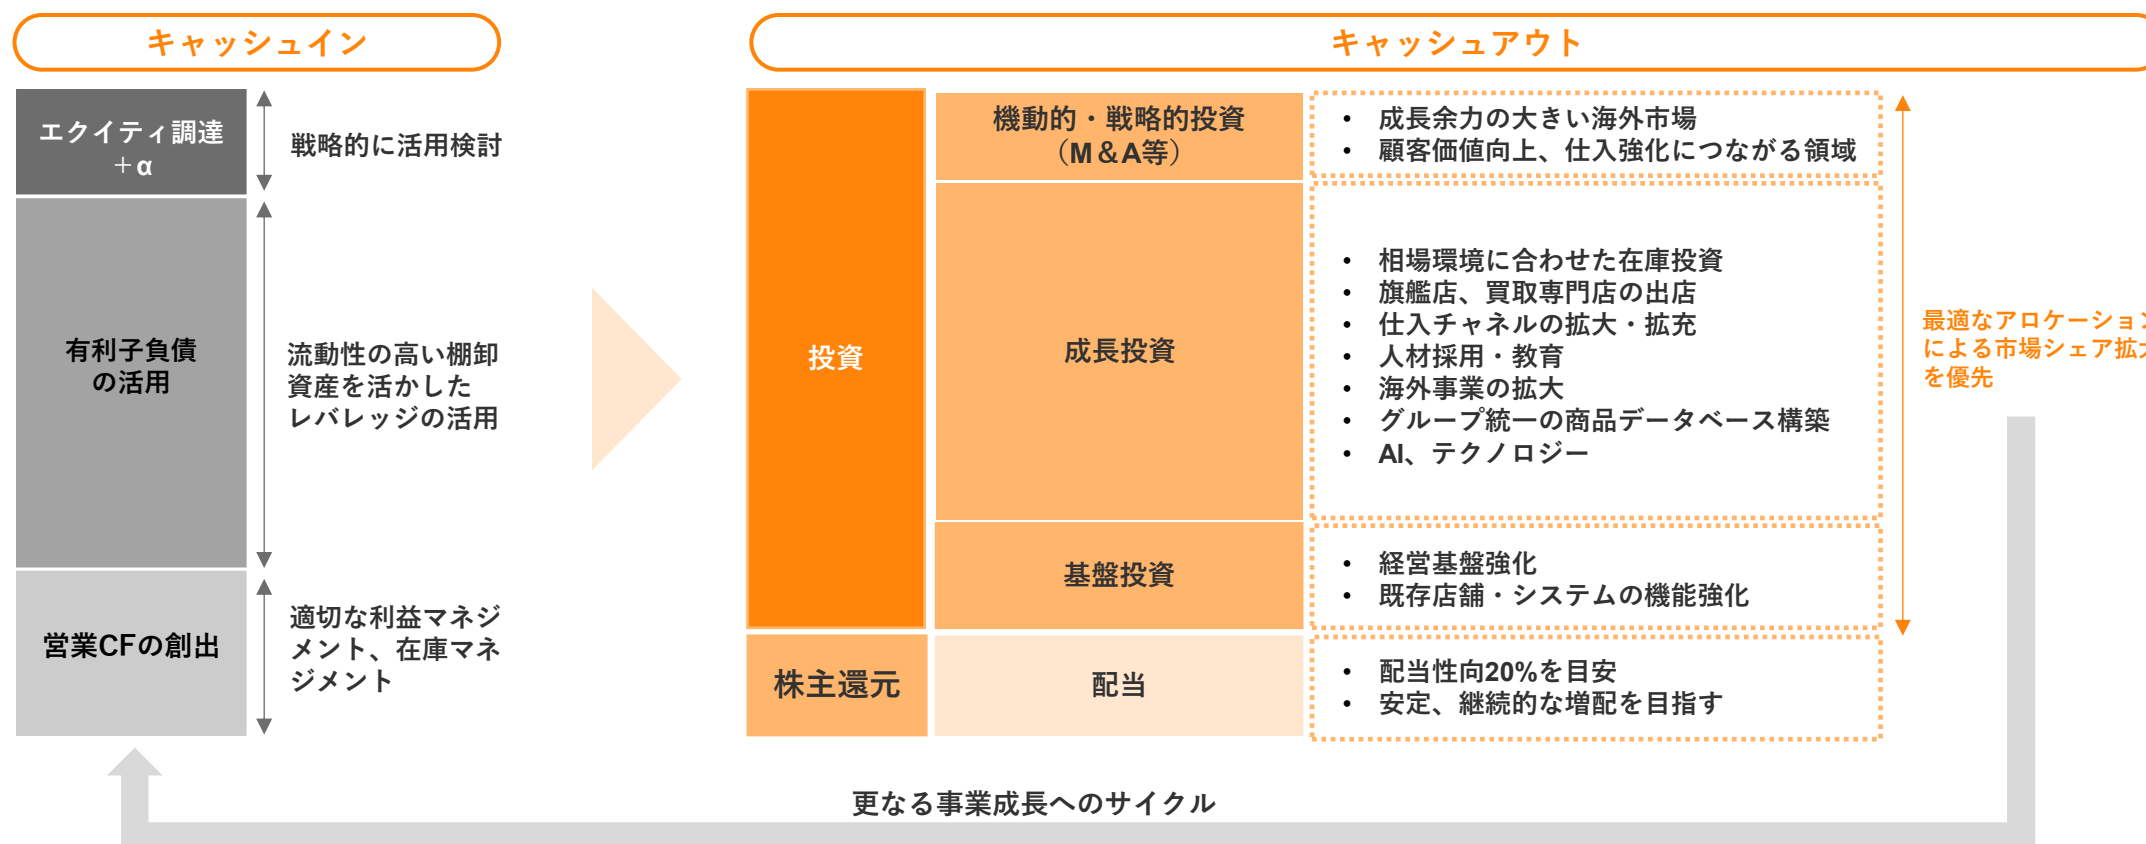 キャッシュイン
キャッシュアウト
エクイティ調達
＋α
戦略的に活用検討
有利子負債
の活用
流動性の高い棚卸
資産を活かした
レバレッジの活用
営業CFの創出
適切な利益マネジ
メント、在庫マネ
ジメント
投資
機動的・戦略的投資
（M＆A等）
• 成長余力の大きい海外市場
• 顧客価値向上、仕入強化につながる領域
成長投資
• 相場環境に合わせた在庫投資
• 旗艦店、買取専門店の出店
• 仕入チャネルの拡大・拡充
• 人材採用・教育
• 海外事業の拡大
• グループ統一の商品データベース構築
• AI、テクノロジー
基盤投資
• 経営基盤強化
• 既存店舗・システムの機能強化
株主還元
配当
• 配当性向20%を目安
• 安定、継続的な増配を目指す
最適なアロケーション
による市場シェア拡大
を優先
更なる事業成長へのサイクル